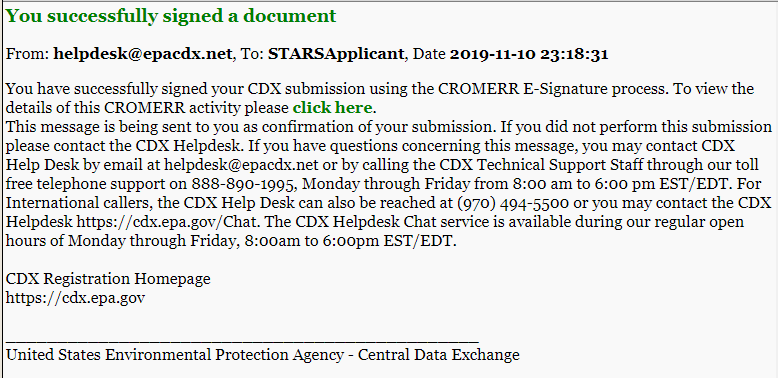 You successfully signed a document
From: helpdesk@epacdx.net, To: STARSApplicant, Date 2019-11-10 23:18:31
You have successfully signed your CDX submission using the CROMERR E-Signature process. To view the
details of this CROMERR activity please click here.
This message is being sent to you as confirmation of your submission. If you did not perform this submission
please contact the CDX Helpdesk. If you have questions concerning this message, you may contact CDX
Help Desk by email at helpdesk@epacdx.net or by calling the CDX Technical Support Staff through our toll
free telephone support on 888-890-1995, Monday through Friday from 8:00 am to 6:00 pm EST/EDT. For
International callers, the CDX Help Desk can also be reached at (970) 494-5500 or you may contact the CDX
Helpdesk https://cdx.epa.gov/Chat. The CDX Helpdesk Chat service is available during our regular open
hours of Monday through Friday, 8:00am to 6:00pm EST/EDT.
CDX Registration Homepage
https://cdx.epa.gov
United States Environmental Protection Agency - Central Data Exchange